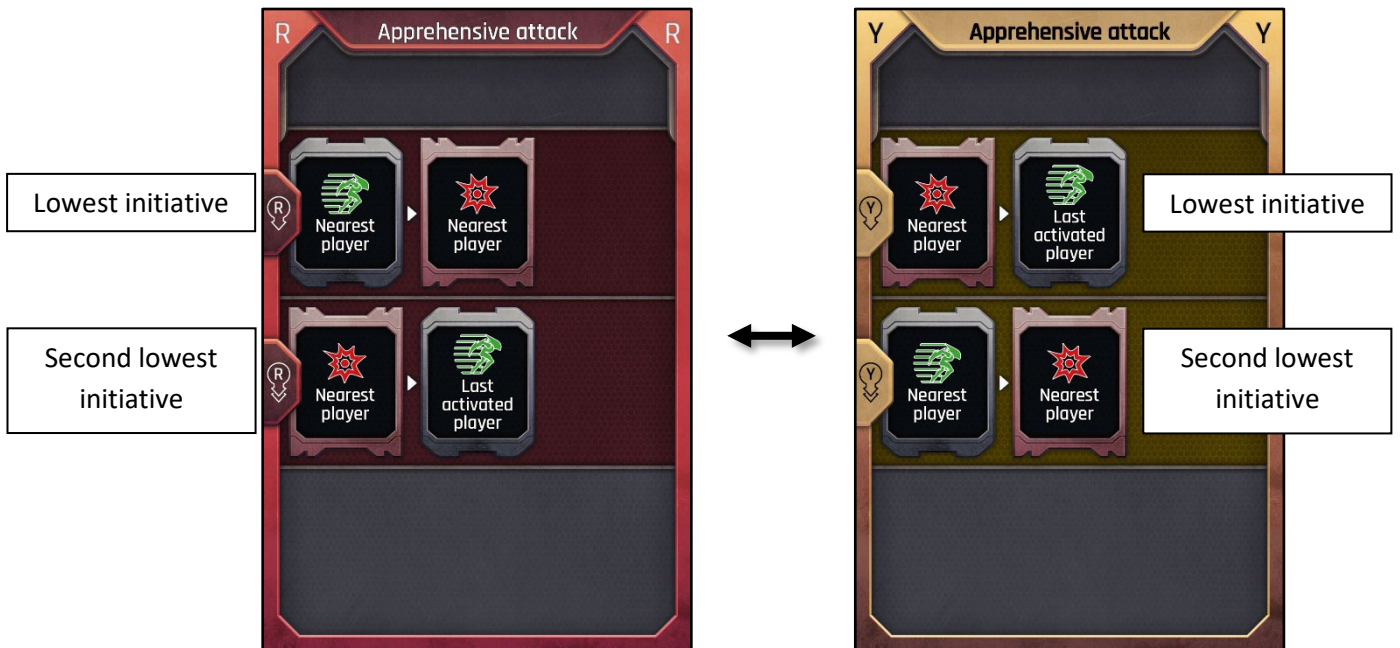 R Apprehensive attack R
Lowest initiative
R
Nearest
player
Nearest
player
Second lowest
initiative
R
Nearest
player
Last
activated
player
Y Apprehensive attack Y
Y
Nearest
player
Last
activated
player
Lowest initiative
Y
Nearest
player
Nearest
player
Second lowest
initiative